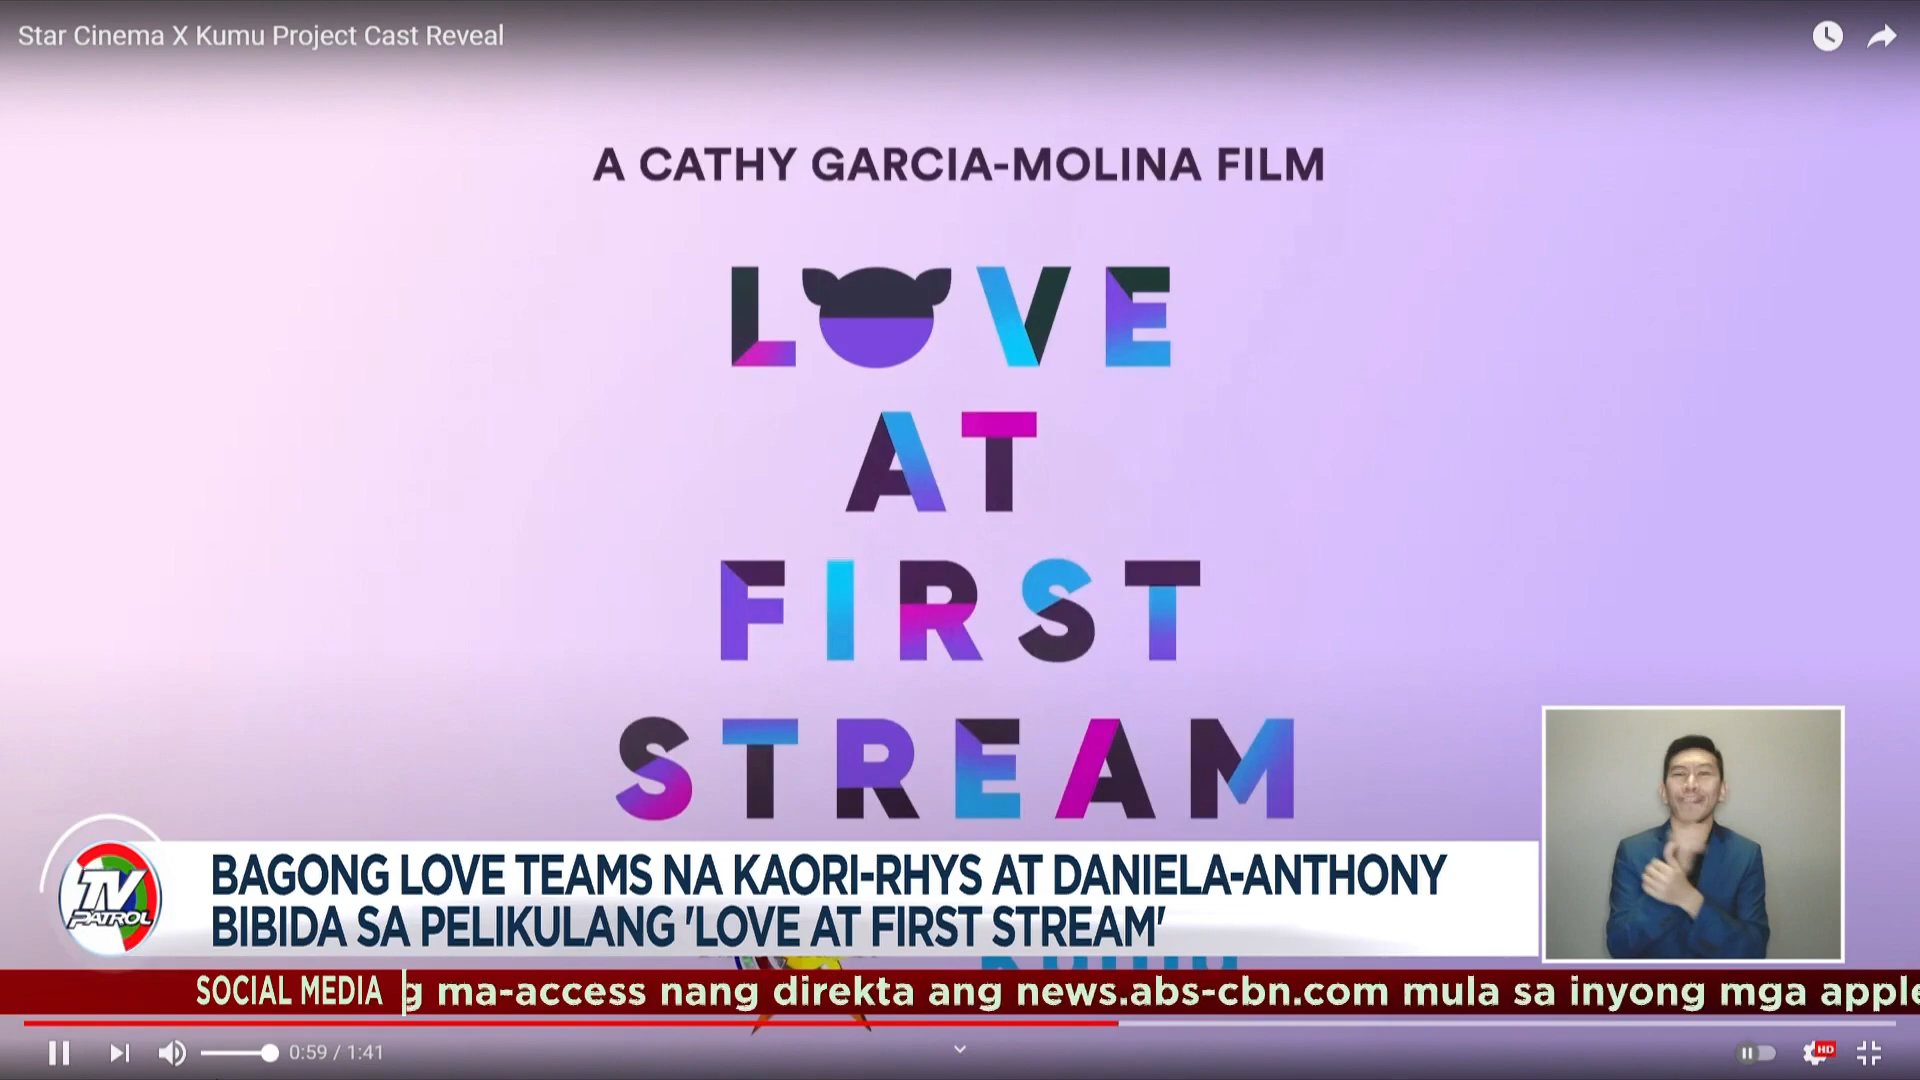 Star Cinema X Kumu Project Cast Reveal
A CATHY GARCIA-MOLINA FILM
LOVE
AT
FIRST
STREAM
TV PATROL
BAGONG LOVE TEAMS NA KAORI-RHYS AT DANIELA-ANTHONY
BIBIDA SA PELIKULANG 'LOVE AT FIRST STREAM'
SOCIAL MEDIA g ma-access nang direkta ang news.abs-cbn.com mula sa inyong mga apple
0:59 / 1:41
HD